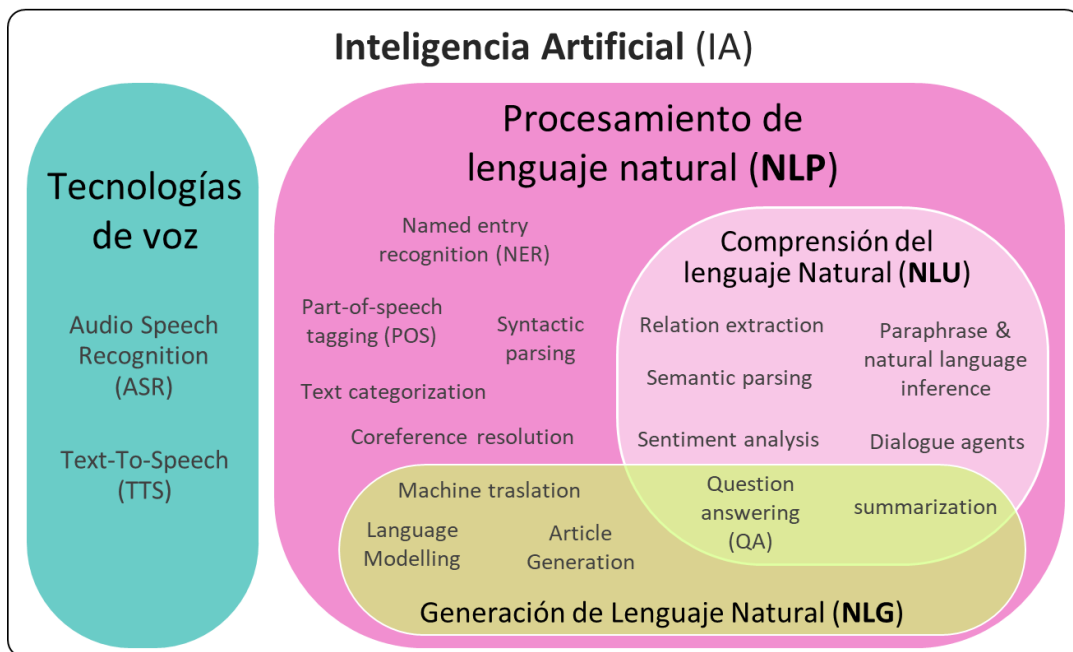 Inteligencia Artificial (IA)
Tecnologías
de voz
Audio Speech
Recognition
(ASR)
Text-To-Speech
(TTS)
Procesamiento de
lenguaje natural (NLP)
Named entry
recognition (NER)
Part-of-speech
tagging (POS)
Syntactic
parsing
Text categorization
Coreference resolution
Comprensión del
lenguaje Natural (NLU)
Relation extraction
Paraphrase &
natural language
inference
Semantic parsing
Sentiment analysis
Dialogue agents
Machine traslation
Language
Modelling
Article
Generation
Question
answering
(QA)
summarization
Generación de Lenguaje Natural (NLG)